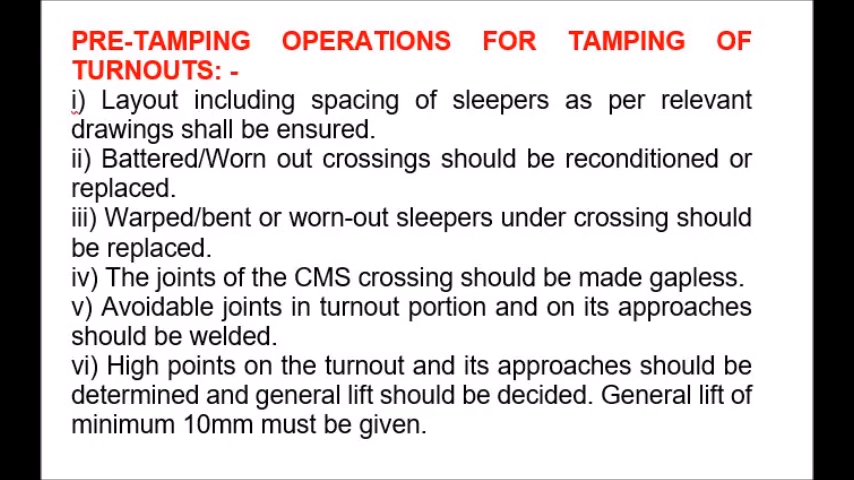 PRE-TAMPING OPERATIONS FOR TAMPING OF
TURNOUTS: -
i) Layout including spacing of sleepers as per relevant
drawings shall be ensured.
ii) Battered/Worn out crossings should be reconditioned or
replaced.
iii) Warped/bent or worn-out sleepers under crossing should
be replaced.
iv) The joints of the CMS crossing should be made gapless.
v) Avoidable joints in turnout portion and on its approaches
should be welded.
vi) High points on the turnout and its approaches should be
determined and general lift should be decided. General lift of
minimum 10mm must be given.